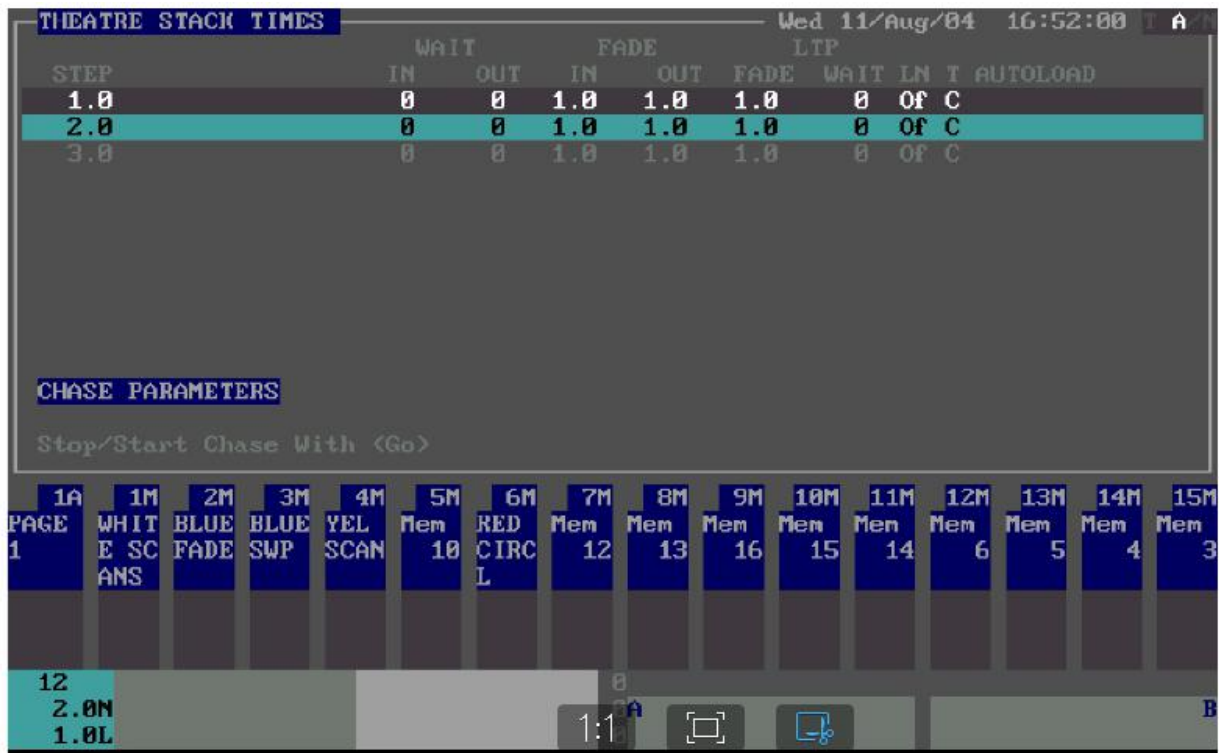 THEATRE STACK TIMES Wed 11/Aug/04 16:52:00 T A/N
WAIT FADE LTP
STEP IN OUT IN OUT FADE WAIT LN T AUTOLOAD
1.0 0 0 1.0 1.0 1.0 0 Of C
2.0 0 0 1.0 1.0 1.0 0 Of C
3.0 0 0 1.0 1.0 1.0 0 Of C
CHASE PARAMETERS
Stop/Start Chase With <Go>
1A 1M 2M 3M 4M 5M 6M 7M 8M 9M 10M 11M 12M 13M 14M 15M
PAGE WHIT BLUE BLUE YEL Mem RED Mem Mem Mem Mem Mem Mem Mem Mem Mem
1 E SC FADE SWP SCAN 10 CIRC 12 13 16 15 14 6 5 4 3
ANS L
12 0
2.0N A B
1.0L 1:1